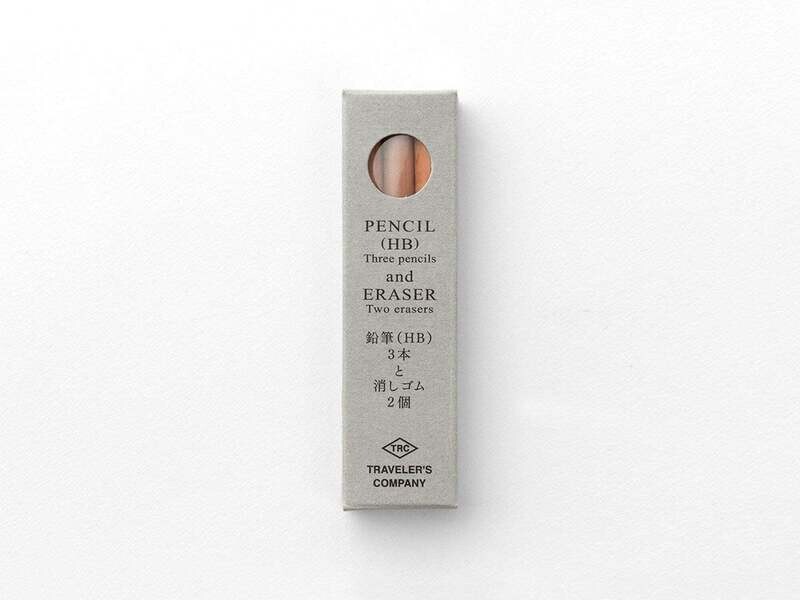 PENCIL
(HB)
Three pencils
and
ERASER
Two erasers
鉛筆(HB)
3本
と
消しゴム
2個
TRC
TRAVELER'S
COMPANY